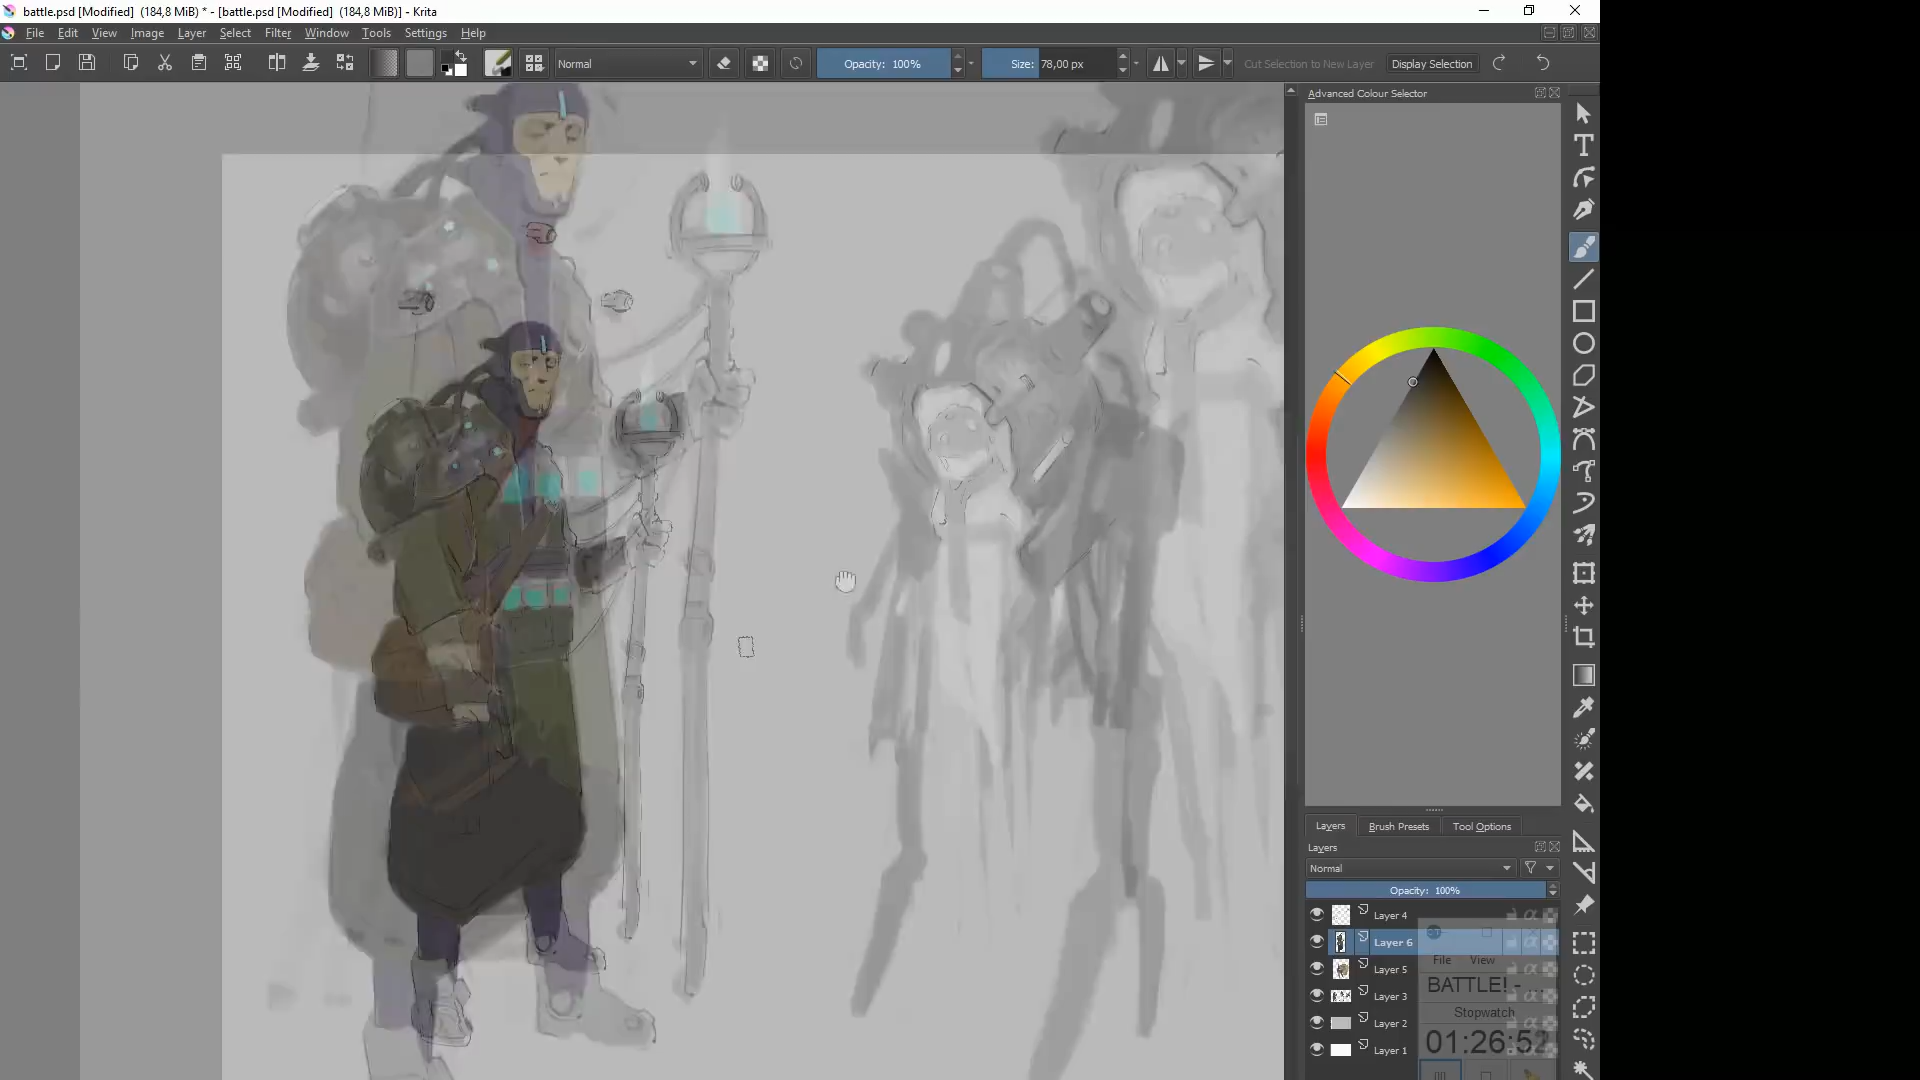 battle.psd [Modified]  (184,8 MiB) * - [battle.psd [Modified]  (184,8 MiB)] - Krita
File Edit View Image Layer Select Filter Window Tools Settings Help
Normal Opacity: 100% Size: 78,00 px Cut Selection to New Layer Display Selection
Advanced Colour Selector
Layers Brush Presets Tool Options
Layers
Normal
Opacity: 100%
Layer 4
Layer 6
File View
Layer 5
BATTLE! - ...
Layer 3
Stopwatch
Layer 2
01:26:52
Layer 1